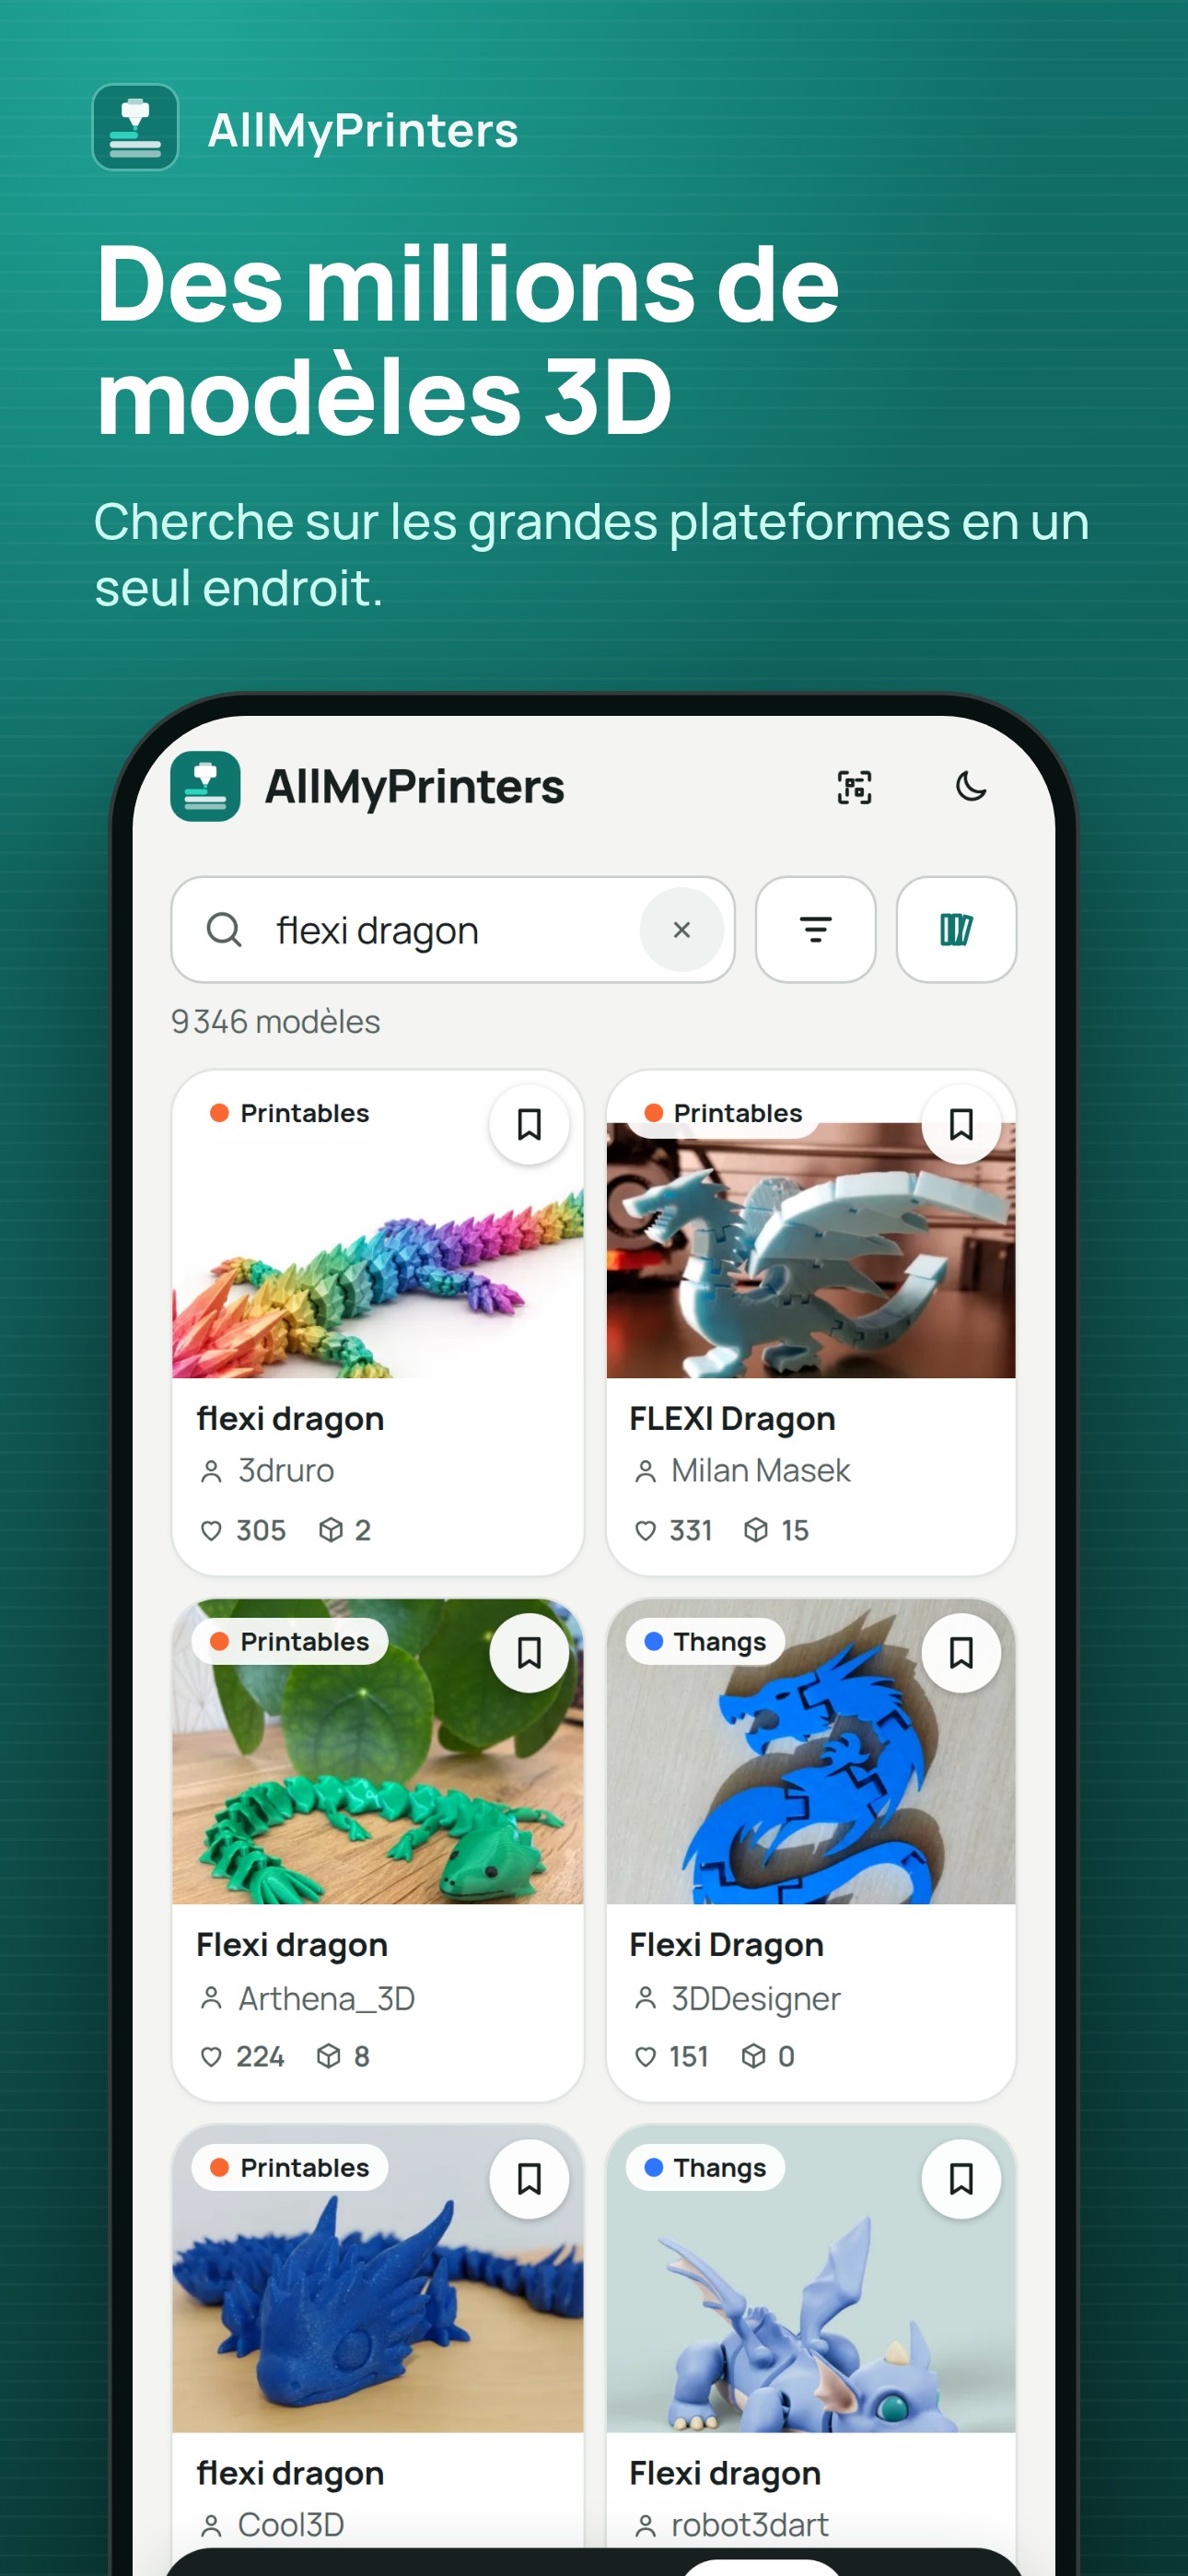 AllMyPrinters
Des millions de
modèles 3D
Cherche sur les grandes plateformes en un
seul endroit.
AllMyPrinters
flexi dragon
9 346 modèles
Printables
Printables
flexi dragon
FLEXI Dragon
3druro
Milan Masek
305 2
331 15
Printables
Thangs
Flexi dragon
Flexi Dragon
Arthena_3D
3DDesigner
224 8
151 0
Printables
Thangs
flexi dragon
Flexi dragon
Cool3D
robot3dart